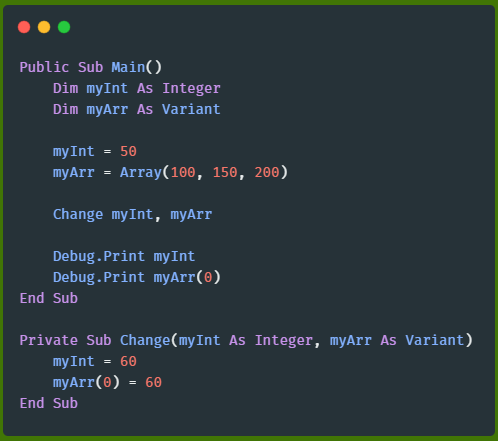 Public Sub Main()
    Dim myInt As Integer
    Dim myArr As Variant

    myInt = 50
    myArr = Array(100, 150, 200)

    Change myInt, myArr

    Debug.Print myInt
    Debug.Print myArr(0)
End Sub

Private Sub Change(myInt As Integer, myArr As Variant)
    myInt = 60
    myArr(0) = 60
End Sub